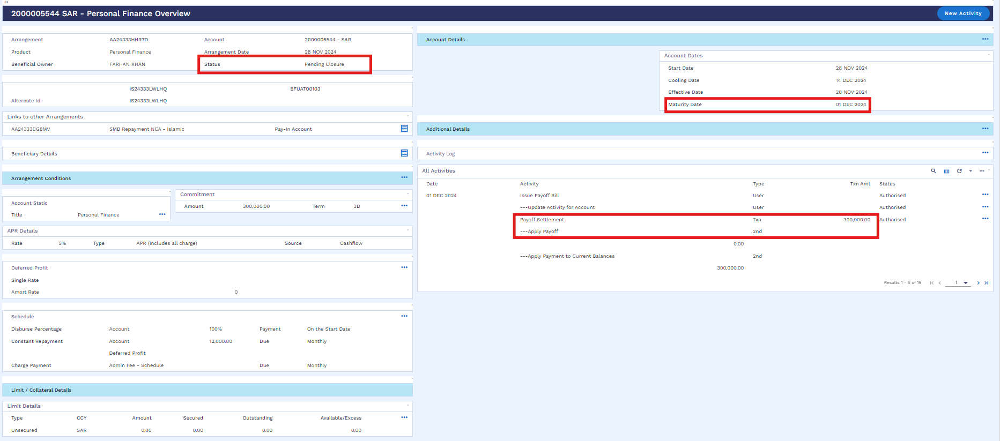 2000005544 SAR - Personal Finance Overview
New Activity
Arrangement AA24333HHR7D Account 2000005544 - SAR
Product Personal Finance Arrangement Date 28 NOV 2024
Beneficial Owner FARHAN KHAN Status Pending Closure
IS24333LWLHQ BFUAT00103
Alternate Id IS24333LWLHQ
Links to other Arrangements
AA24333CG8MV SMB Repayment NCA - Islamic Pay-In Account
Beneficiary Details
Arrangement Conditions
Account Static
Title Personal Finance
Commitment
Amount 300,000.00 Term 3D
APR Details
Rate 5% Type APR (Includes all charge) Source Cashflow
Deferred Profit
Single Rate
Amort Rate 0
Schedule
Disburse Percentage Account 100% Payment On the Start Date
Constant Repayment Account 12,000.00 Due Monthly
Deferred Profit
Charge Payment Admin Fee - Schedule Due Monthly
Limit / Collateral Details
Limit Details
Type CCY Amount Secured Outstanding Available/Excess
Unsecured SAR 0.00 0.00 0.00 0.00
Account Details
Account Dates
Start Date 28 NOV 2024
Cooling Date 14 DEC 2024
Effective Date 28 NOV 2024
Maturity Date 01 DEC 2024
Additional Details
Activity Log
All Activities
Date Activity Type Txn Amt Status
01 DEC 2024 Issue Payoff Bill User Authorised
---Update Activity for Account User Authorised
Payoff Settlement Txn 300,000.00 Authorised
---Apply Payoff 2nd
0.00
---Apply Payment to Current Balances 2nd
300,000.00
Results 1 - 5 of 19 1